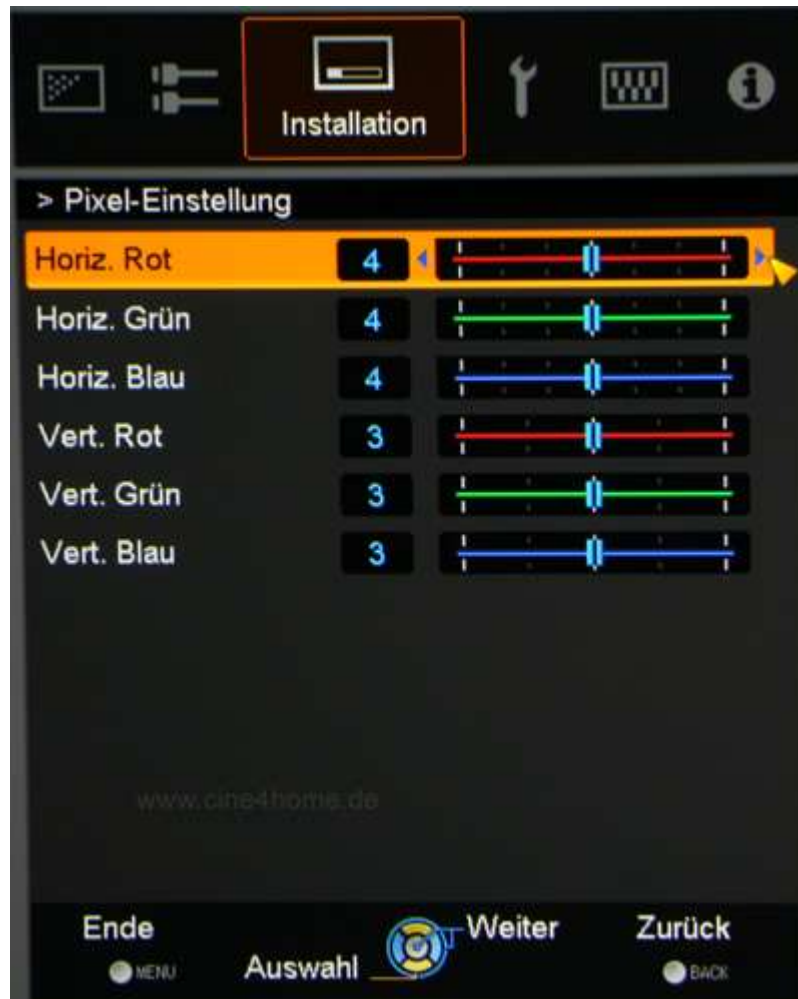 Installation
> Pixel-Einstellung
Horiz. Rot 4
Horiz. Grün 4
Horiz. Blau 4
Vert. Rot 3
Vert. Grün 3
Vert. Blau 3
www.cine4home.de
Ende Weiter Zurück
MENU Auswahl BACK